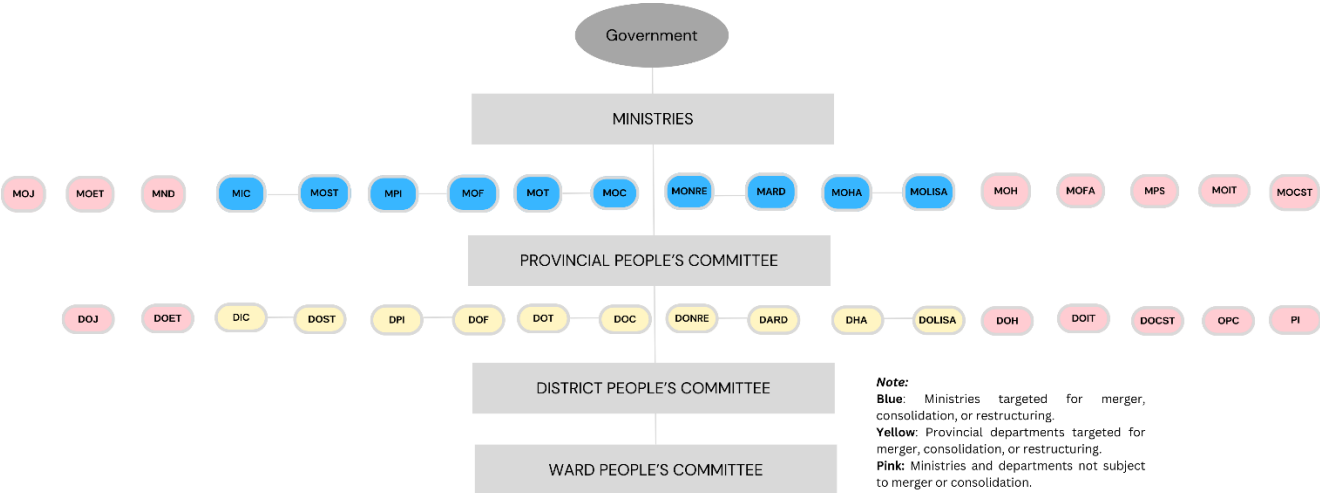 Government
MINISTRIES
MOJ MOET MND MIC MOST MPI MOF MOT MOC MONRE MARD MOHA MOLISA MOH MOFA MPS MOIT MOCST
PROVINCIAL PEOPLE'S COMMITTEE
DOJ DOET DIC DOST DPI DOF DOT DOC DONRE DARD DHA DOLISA DOH DOIT DOCST OPC PI
DISTRICT PEOPLE'S COMMITTEE
WARD PEOPLE'S COMMITTEE
Note:
Blue: Ministries targeted for merger,
consolidation, or restructuring.
Yellow: Provincial departments targeted for
merger, consolidation, or restructuring.
Pink: Ministries and departments not subject
to merger or consolidation.